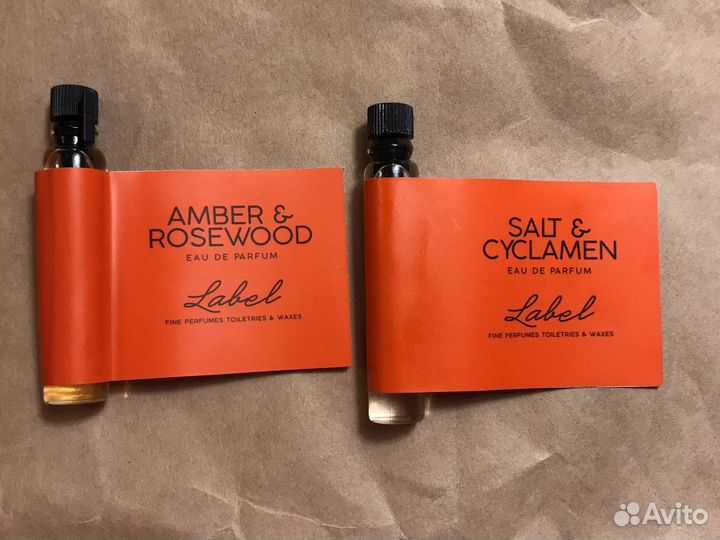 AMBER &
ROSEWOOD
EAU DE PARFUM
Label
FINE PERFUMES TOILETRIES & WAXES
SALT &
CYCLAMEN
EAU DE PARFUM
Label
FINE PERFUMES TOILETRIES & WAXES
Avito